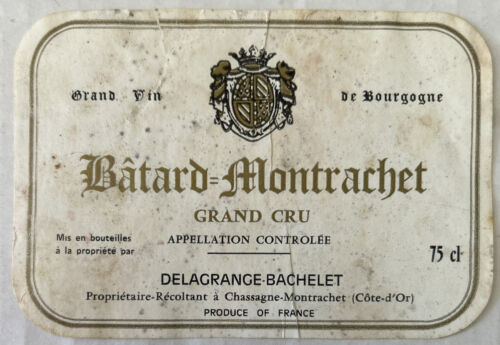 Grand Vin de Bourgogne
Bâtard=Montrachet
GRAND CRU
Mis en bouteilles
à la propriété par
APPELLATION CONTROLÉE
75 cl
DELAGRANGE-BACHELET
Propriétaire-Récoltant à Chassagne-Montrachet (Côte-d'Or)
PRODUCE OF FRANCE